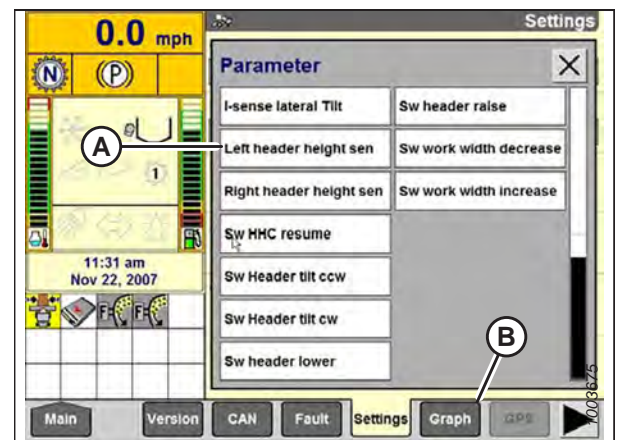 0.0 mph
Settings
N
(P)
Parameter
I-sense lateral Tilt
Sw header raise
Left header height sen
Sw work width decrease
Right header height sen
Sw work width increase
Sw HHC resume
Sw Header tilt ccw
Sw Header tilt cw
Sw header lower
A
1
11:31 am
Nov 22, 2007
F
F
B
Main
Version
CAN
Fault
Settings
Graph
GPS
1003675